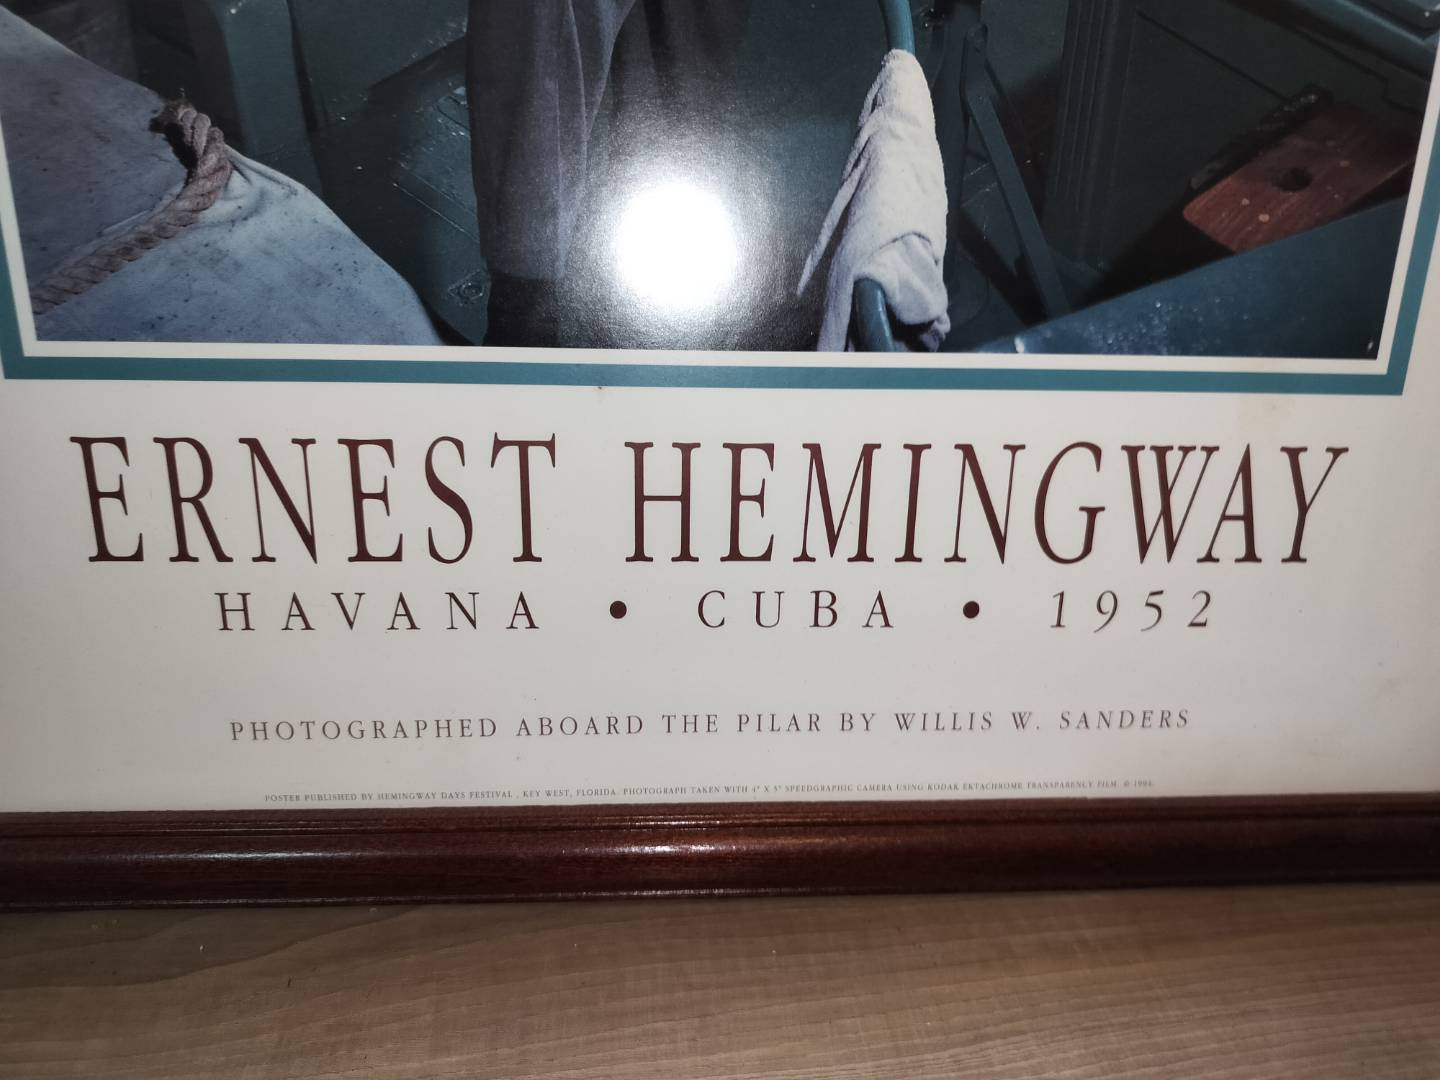 ERNEST HEMINGWAY
HAVANA • CUBA • 1952
PHOTOGRAPHED ABOARD THE PILAR BY WILLIS W. SANDERS
POSTER PUBLISHED BY HEMINGWAY DAYS FESTIVAL , KEY WEST, FLORIDA. PHOTOGRAPH TAKEN WITH 4" X 5" SPEEDGRAPHIC CAMERA USING KODAK EKTACHROME TRANSPARENCY FILM. ©